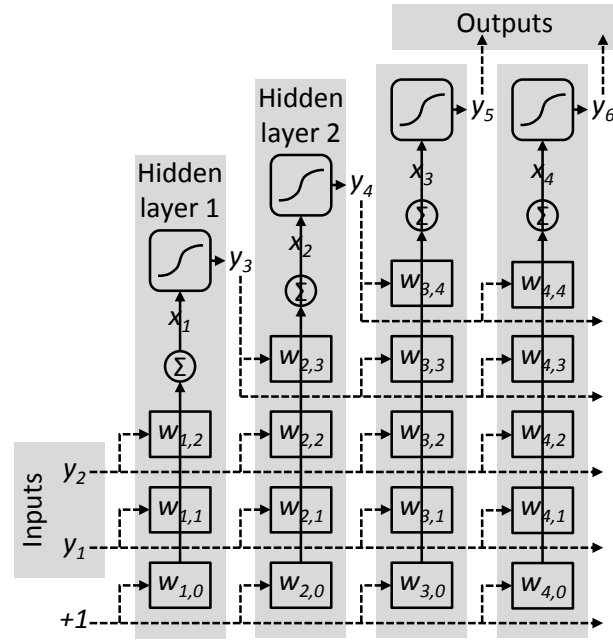 Outputs
Hidden
layer 2
y5
y6
Hidden
layer 1
y4
x3
x4
Σ
Σ
y3
x2
w3,4
w4,4
Σ
x1
w2,3
w3,3
w4,3
Σ
w1,2
w2,2
w3,2
w4,2
Inputs
y2
w1,1
w2,1
w3,1
w4,1
y1
w1,0
w2,0
w3,0
w4,0
+1